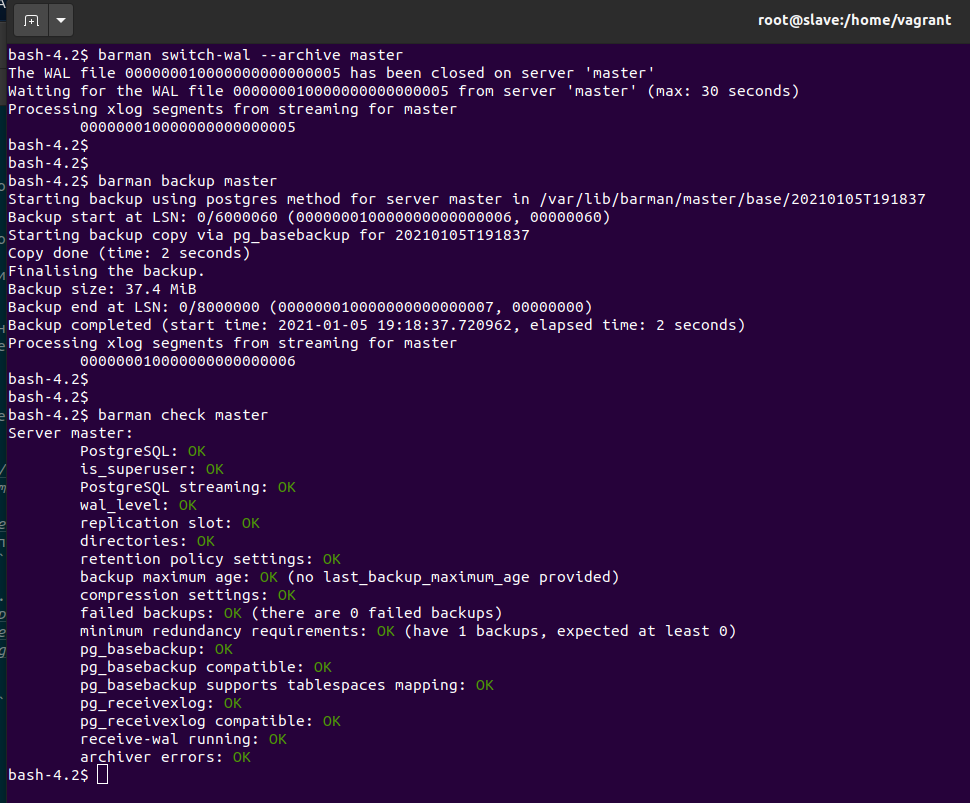 root@slave:/home/vagrant
bash-4.2$ barman switch-wal --archive master
The WAL file 000000010000000000000005 has been closed on server 'master'
Waiting for the WAL file 000000010000000000000005 from server 'master' (max: 30 seconds)
Processing xlog segments from streaming for master
000000010000000000000005
bash-4.2$
bash-4.2$
bash-4.2$ barman backup master
Starting backup using postgres method for server master in /var/lib/barman/master/base/20210105T191837
Backup start at LSN: 0/6000060 (000000010000000000000006, 00000060)
Starting backup copy via pg_basebackup for 20210105T191837
Copy done (time: 2 seconds)
Finalising the backup.
Backup size: 37.4 MiB
Backup end at LSN: 0/8000000 (000000010000000000000007, 00000000)
Backup completed (start time: 2021-01-05 19:18:37.720962, elapsed time: 2 seconds)
Processing xlog segments from streaming for master
000000010000000000000006
bash-4.2$
bash-4.2$
bash-4.2$ barman check master
Server master:
PostgreSQL: OK
is_superuser: OK
PostgreSQL streaming: OK
wal_level: OK
replication slot: OK
directories: OK
retention policy settings: OK
backup maximum age: OK (no last_backup_maximum_age provided)
compression settings: OK
failed backups: OK (there are 0 failed backups)
minimum redundancy requirements: OK (have 1 backups, expected at least 0)
pg_basebackup: OK
pg_basebackup compatible: OK
pg_basebackup supports tablespaces mapping: OK
pg_receivexlog: OK
pg_receivexlog compatible: OK
receive-wal running: OK
archiver errors: OK
bash-4.2$